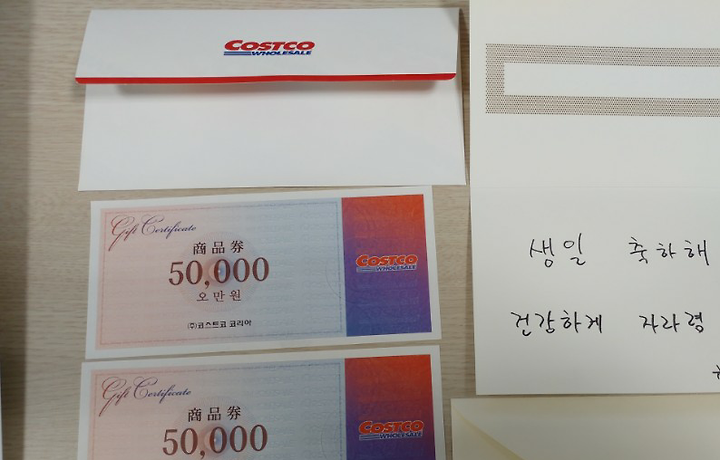 COSTCO
WHOLESALE
Gift Certificate
商品券
50,000
오만원
(주)코스트코 코리아
COSTCO
WHOLESALE
Gift Certificate
商品券
50,000
COSTCO
WHOLESALE
생일 축하해
건강하게 자라렴